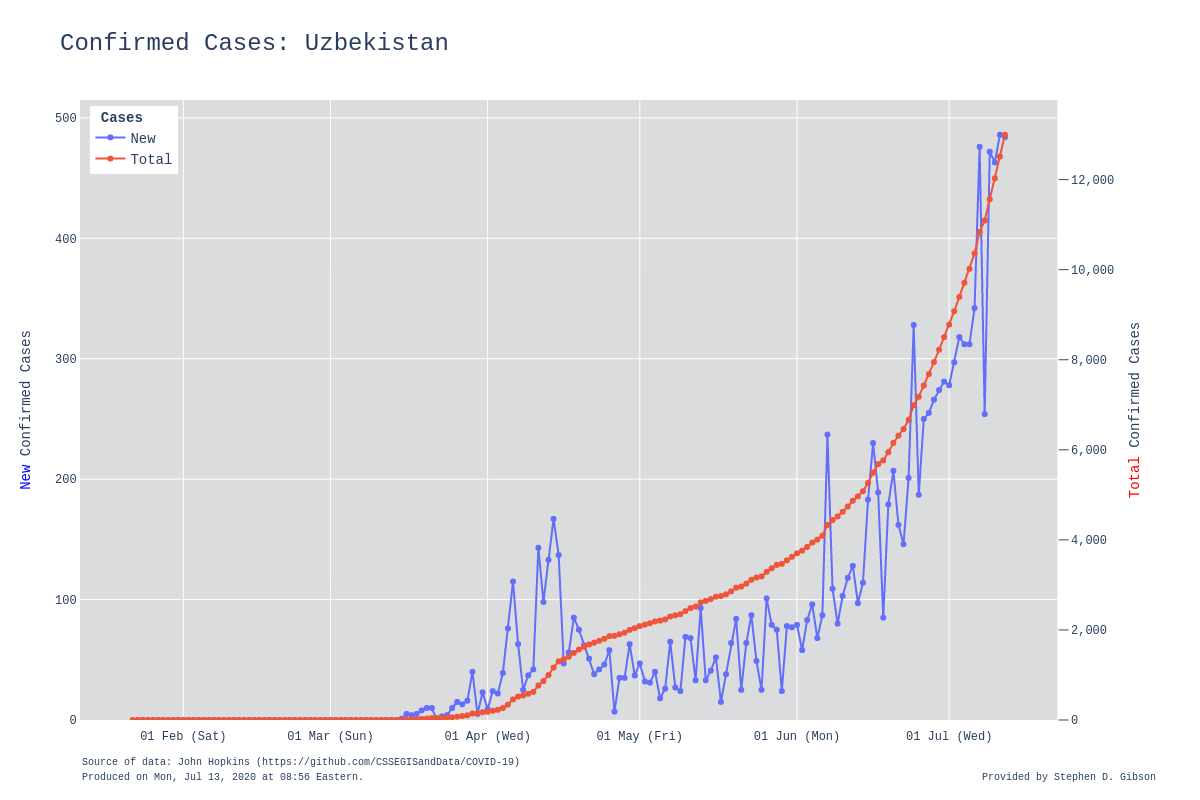 Confirmed Cases: Uzbekistan
Cases
New
Total
500
400
300
200
100
0
12,000
10,000
8,000
6,000
4,000
2,000
0
New Confirmed Cases
Total Confirmed Cases
01 Feb (Sat)
01 Mar (Sun)
01 Apr (Wed)
01 May (Fri)
01 Jun (Mon)
01 Jul (Wed)
Source of data: John Hopkins (https://github.com/CSSEGISandData/COVID-19)
Produced on Mon, Jul 13, 2020 at 08:56 Eastern.
Provided by Stephen D. Gibson